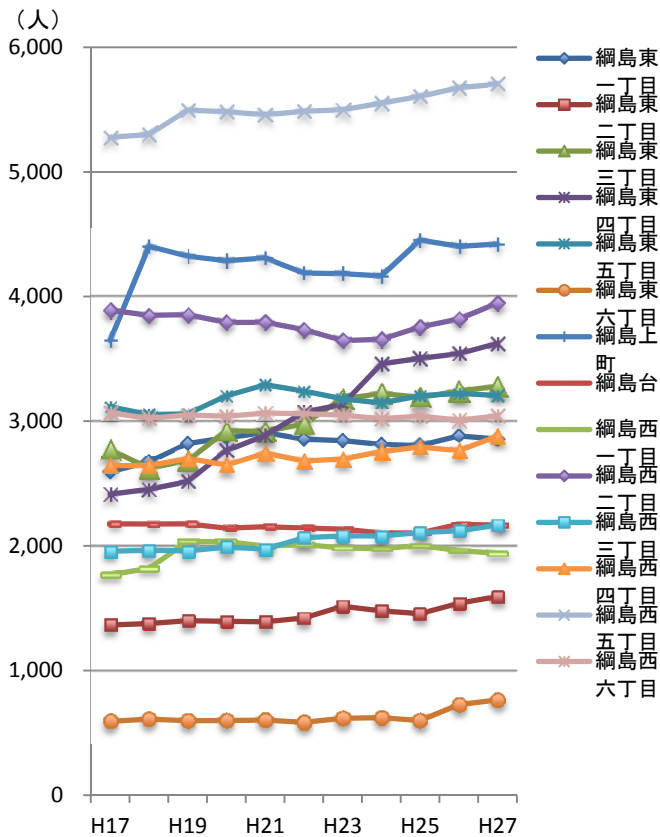 （人）
6,000
5,000
4,000
3,000
2,000
1,000
0
H17
H19
H21
H23
H25
H27
綱島東
一丁目
綱島東
二丁目
綱島東
三丁目
綱島東
四丁目
綱島東
五丁目
綱島東
六丁目
綱島上
町
綱島台
綱島西
一丁目
綱島西
二丁目
綱島西
三丁目
綱島西
四丁目
綱島西
五丁目
綱島西
六丁目